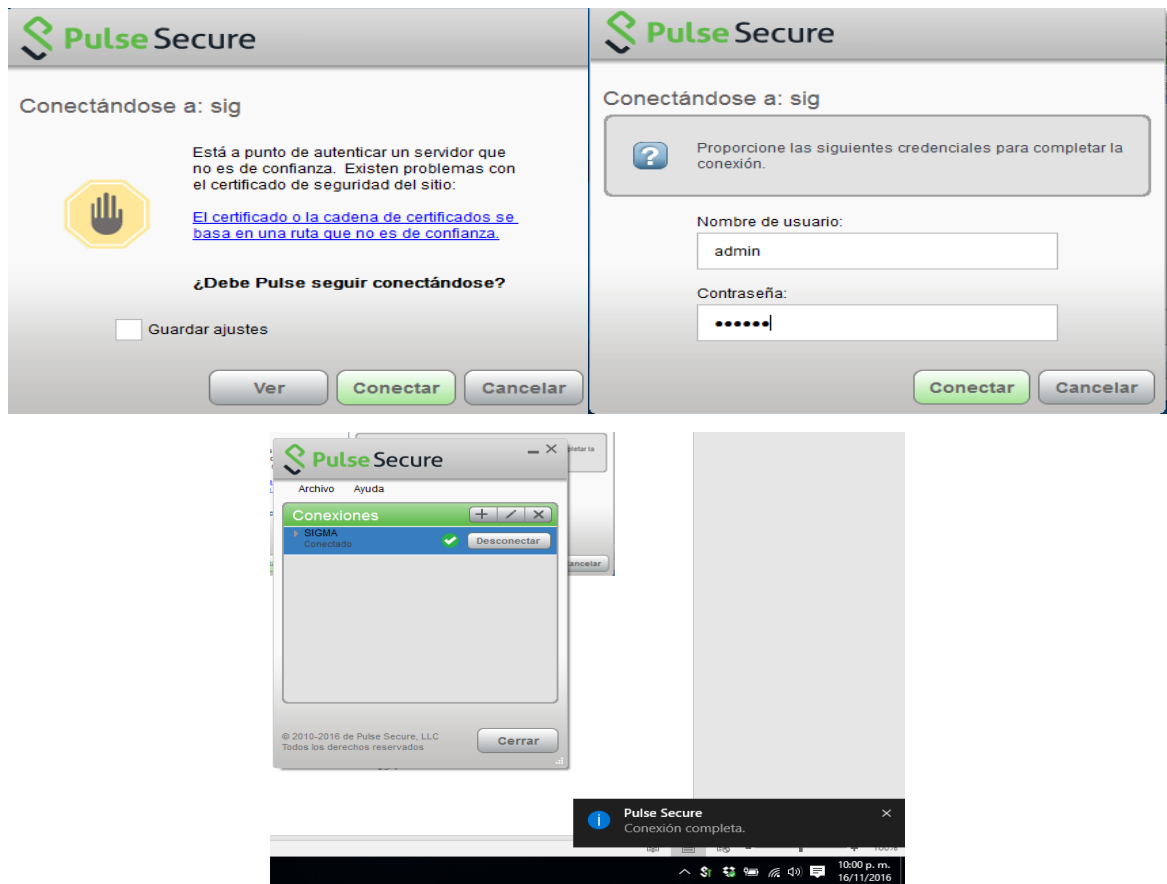 Pulse Secure
Conectándose a: sig
Está a punto de autenticar un servidor que
no es de confianza. Existen problemas con
el certificado de seguridad del sitio:
El certificado o la cadena de certificados se
basa en una ruta que no es de confianza.
¿Debe Pulse seguir conectándose?
Guardar ajustes
Ver
Conectar
Cancelar
Pulse Secure
Conectándose a: sig
Proporcione las siguientes credenciales para completar la
conexión.
Nombre de usuario:
admin
Contraseña:
••••••
Conectar
Cancelar
pletar la
Pulse Secure
Archivo Ayuda
Conexiones
SIGMA
Conectado
Desconectar
ancelar
© 2010-2016 de Pulse Secure, LLC
Todos los derechos reservados
Cerrar
Pulse Secure
Conexión completa.
100%
10:00 p. m.
16/11/2016